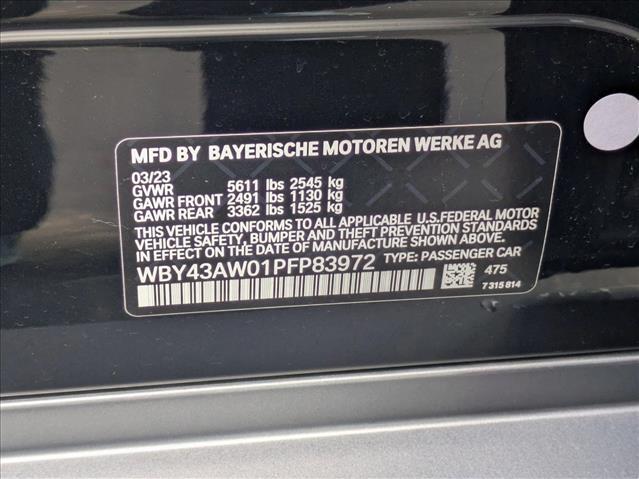 MFD BY BAYERISCHE MOTOREN WERKE AG
03/23
GVWR 5611 lbs 2545 kg
GAWR FRONT 2491 lbs 1130 kg
GAWR REAR 3362 lbs 1525 kg
THIS VEHICLE CONFORMS TO ALL APPLICABLE U.S.FEDERAL MOTOR
VEHICLE SAFETY, BUMPER AND THEFT PREVENTION STANDARDS
IN EFFECT ON THE DATE OF MANUFACTURE SHOWN ABOVE.
WBY43AW01PFP83972 TYPE: PASSENGER CAR
475
7 315 814